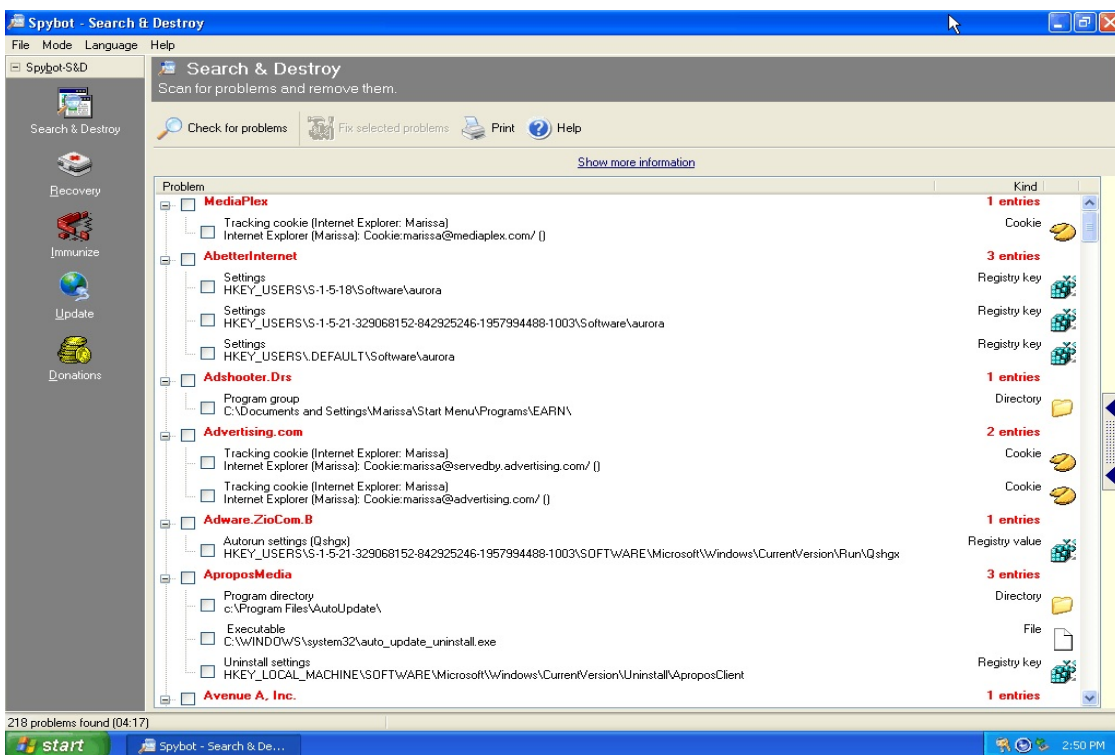 Spybot - Search & Destroy
File Mode Language Help
Spybot-S&D
Search & Destroy
Recovery
Immunize
Update
Donations
Search & Destroy
Scan for problems and remove them.
Check for problems Fix selected problems Print Help
Show more information
Problem Kind
MediaPlex 1 entries
Tracking cookie (Internet Explorer: Marissa) Cookie
Internet Explorer (Marissa): Cookie:marissa@mediaplex.com/ ()
AbetterInternet 3 entries
Settings Registry key
HKEY_USERS\S-1-5-18\Software\aurora
Settings Registry key
HKEY_USERS\S-1-5-21-329068152-842925246-1957994488-1003\Software\aurora
Settings Registry key
HKEY_USERS\.DEFAULT\Software\aurora
Adshooter.Drs 1 entries
Program group Directory
C:\Documents and Settings\Marissa\Start Menu\Programs\EARN\
Advertising.com 2 entries
Tracking cookie (Internet Explorer: Marissa) Cookie
Internet Explorer (Marissa): Cookie:marissa@servedby.advertising.com/ ()
Tracking cookie (Internet Explorer: Marissa) Cookie
Internet Explorer (Marissa): Cookie:marissa@advertising.com/ ()
Adware.ZioCom.B 1 entries
Autorun settings (Qshgx) Registry value
HKEY_USERS\S-1-5-21-329068152-842925246-1957994488-1003\SOFTWARE\Microsoft\Windows\CurrentVersion\Run\Qshgx
AproposMedia 3 entries
Program directory Directory
c:\Program Files\AutoUpdate\
Executable File
C:\WINDOWS\system32\auto_update_uninstall.exe
Uninstall settings Registry key
HKEY_LOCAL_MACHINE\SOFTWARE\Microsoft\Windows\CurrentVersion\Uninstall\AproposClient
Avenue A, Inc. 1 entries
218 problems found (04:17)
start Spybot - Search & De... 2:50 PM